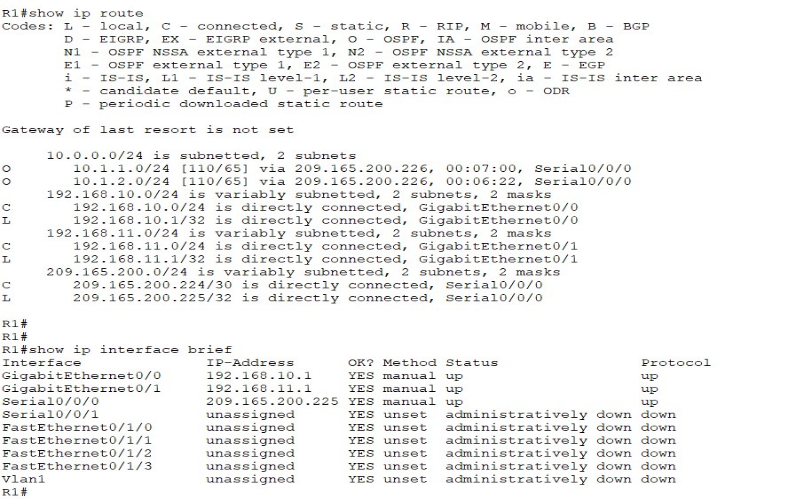 R1#show ip route
Codes: L - local, C - connected, S - static, R - RIP, M - mobile, B - BGP
       D - EIGRP, EX - EIGRP external, O - OSPF, IA - OSPF inter area
       N1 - OSPF NSSA external type 1, N2 - OSPF NSSA external type 2
       E1 - OSPF external type 1, E2 - OSPF external type 2, E - EGP
       i - IS-IS, L1 - IS-IS level-1, L2 - IS-IS level-2, ia - IS-IS inter area
       * - candidate default, U - per-user static route, o - ODR
       P - periodic downloaded static route

Gateway of last resort is not set

     10.0.0.0/24 is subnetted, 2 subnets
O       10.1.1.0/24 [110/65] via 209.165.200.226, 00:07:00, Serial0/0/0
O       10.1.2.0/24 [110/65] via 209.165.200.226, 00:06:22, Serial0/0/0
     192.168.10.0/24 is variably subnetted, 2 subnets, 2 masks
C       192.168.10.0/24 is directly connected, GigabitEthernet0/0
L       192.168.10.1/32 is directly connected, GigabitEthernet0/0
     192.168.11.0/24 is variably subnetted, 2 subnets, 2 masks
C       192.168.11.0/24 is directly connected, GigabitEthernet0/1
L       192.168.11.1/32 is directly connected, GigabitEthernet0/1
     209.165.200.0/24 is variably subnetted, 2 subnets, 2 masks
C       209.165.200.224/30 is directly connected, Serial0/0/0
L       209.165.200.225/32 is directly connected, Serial0/0/0

R1#
R1#
R1#show ip interface brief
Interface              IP-Address      OK? Method Status                Protocol
GigabitEthernet0/0     192.168.10.1    YES manual up                    up
GigabitEthernet0/1     192.168.11.1    YES manual up                    up
Serial0/0/0            209.165.200.225 YES manual up                    up
Serial0/0/1            unassigned      YES unset  administratively down down
FastEthernet0/1/0      unassigned      YES unset  administratively down down
FastEthernet0/1/1      unassigned      YES unset  administratively down down
FastEthernet0/1/2      unassigned      YES unset  administratively down down
FastEthernet0/1/3      unassigned      YES unset  administratively down down
Vlan1                  unassigned      YES unset  administratively down down
R1#